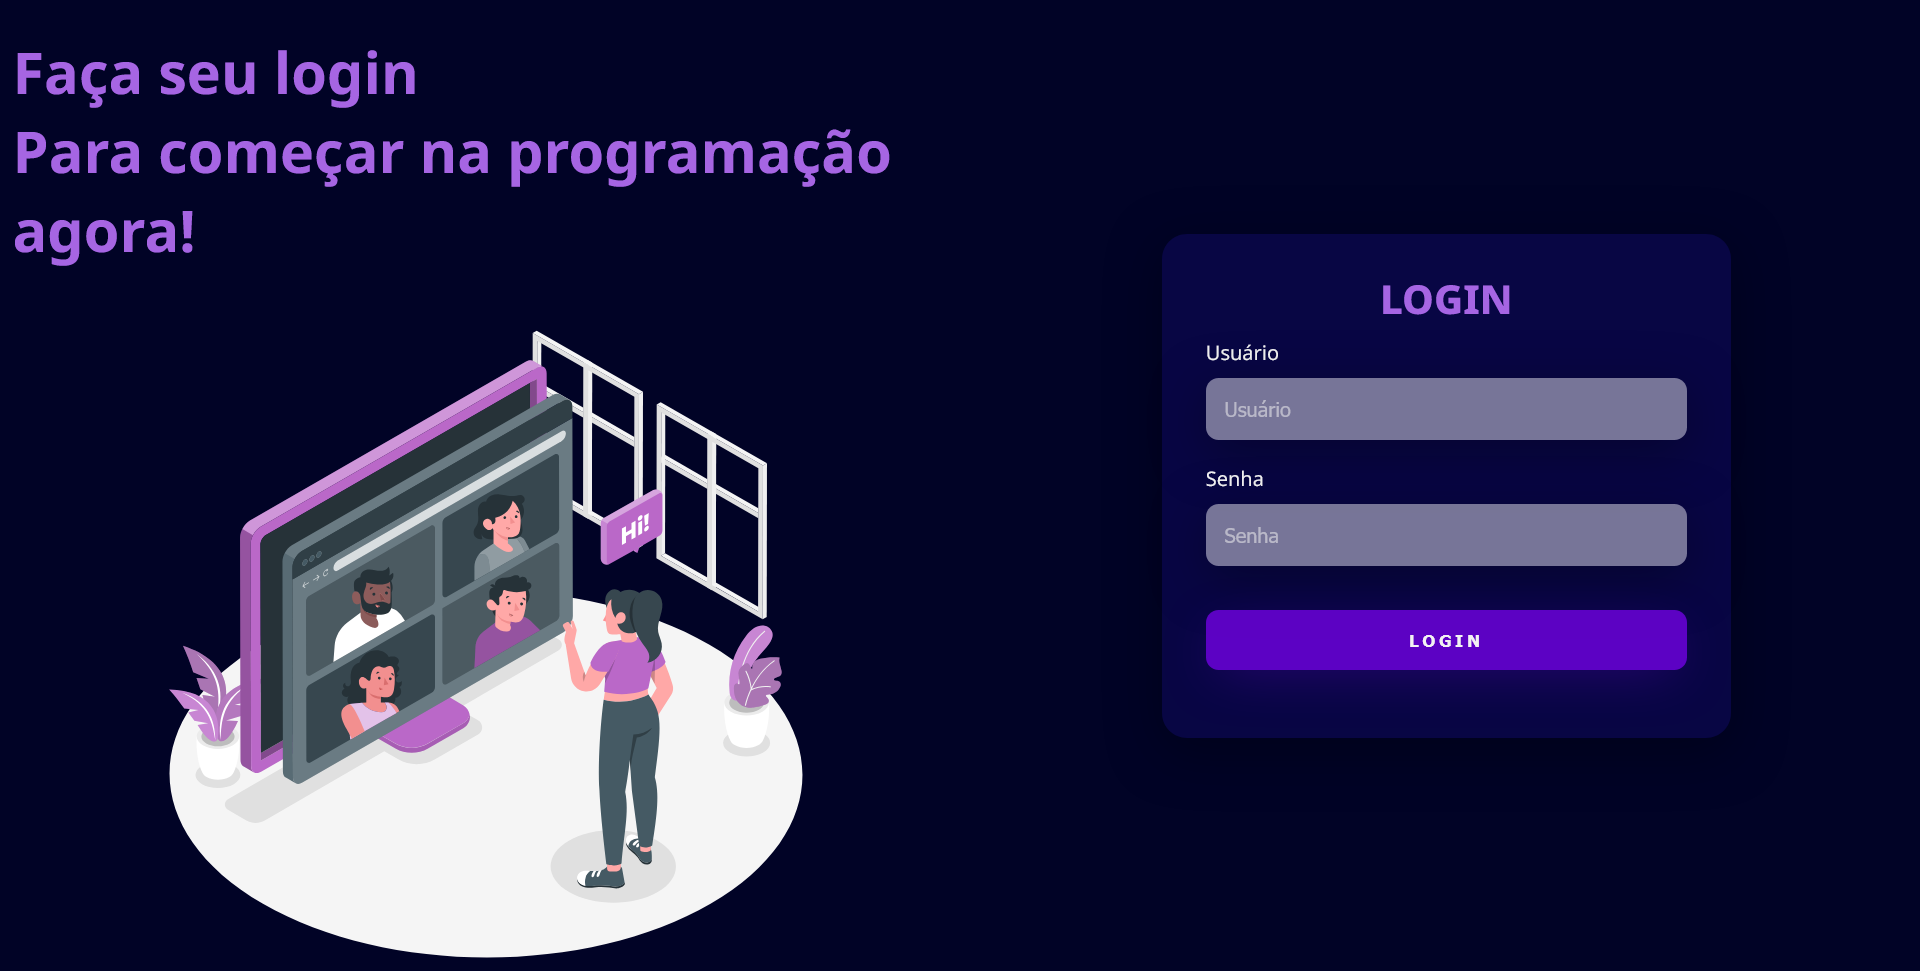 Faça seu login
Para começar na programação
agora!
Hi!
LOGIN
Usuário
Usuário
Senha
Senha
LOGIN